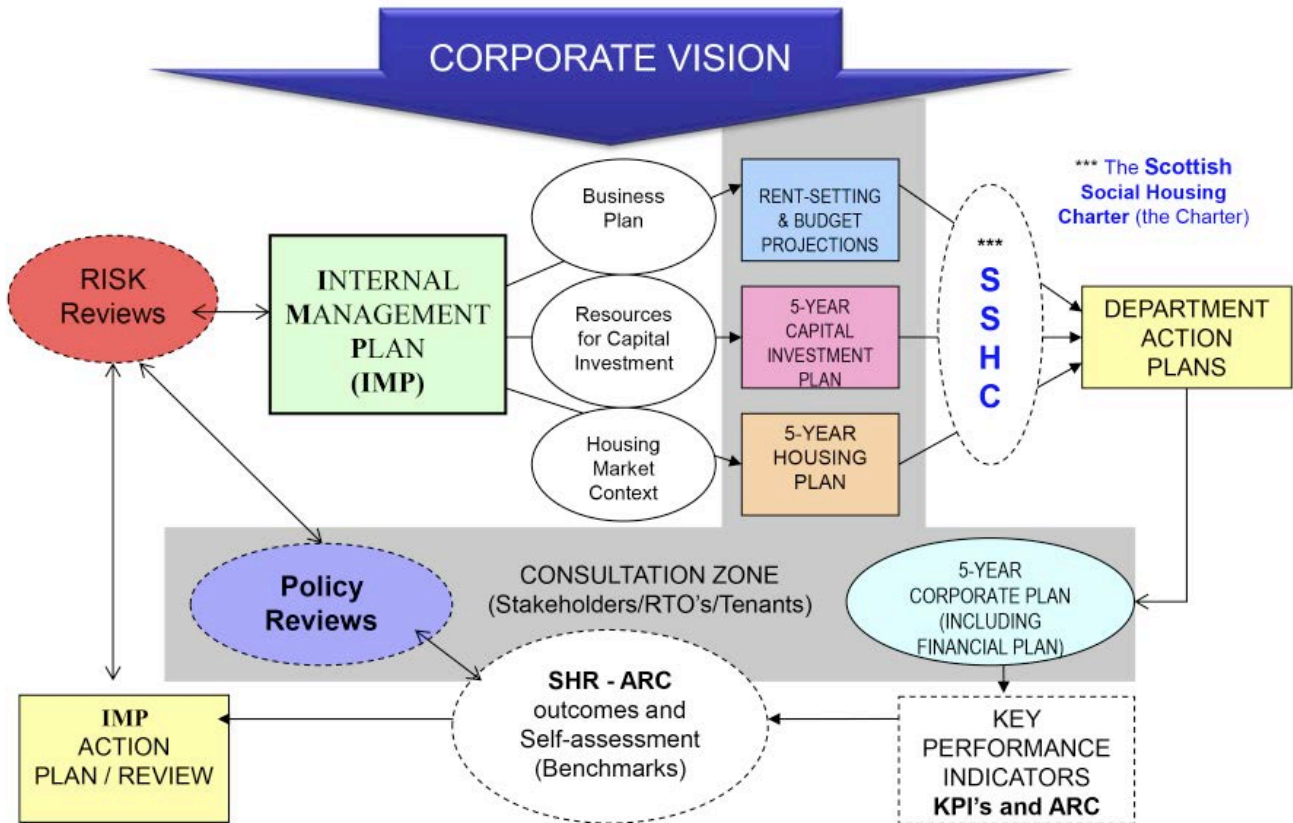 CORPORATE VISION
Business
Plan
RENT-SETTING
& BUDGET
PROJECTIONS
*** The Scottish
Social Housing
Charter (the Charter)
RISK
Reviews
INTERNAL
MANAGEMENT
PLAN
(IMP)
Resources
for Capital
Investment
5-YEAR
CAPITAL
INVESTMENT
PLAN
***
S
S
H
C
DEPARTMENT
ACTION
PLANS
Housing
Market
Context
5-YEAR
HOUSING
PLAN
Policy
Reviews
CONSULTATION ZONE
(Stakeholders/RTO's/Tenants)
5-YEAR
CORPORATE PLAN
(INCLUDING
FINANCIAL PLAN)
IMP
ACTION
PLAN / REVIEW
SHR - ARC
outcomes and
Self-assessment
(Benchmarks)
KEY
PERFORMANCE
INDICATORS
KPI's and ARC